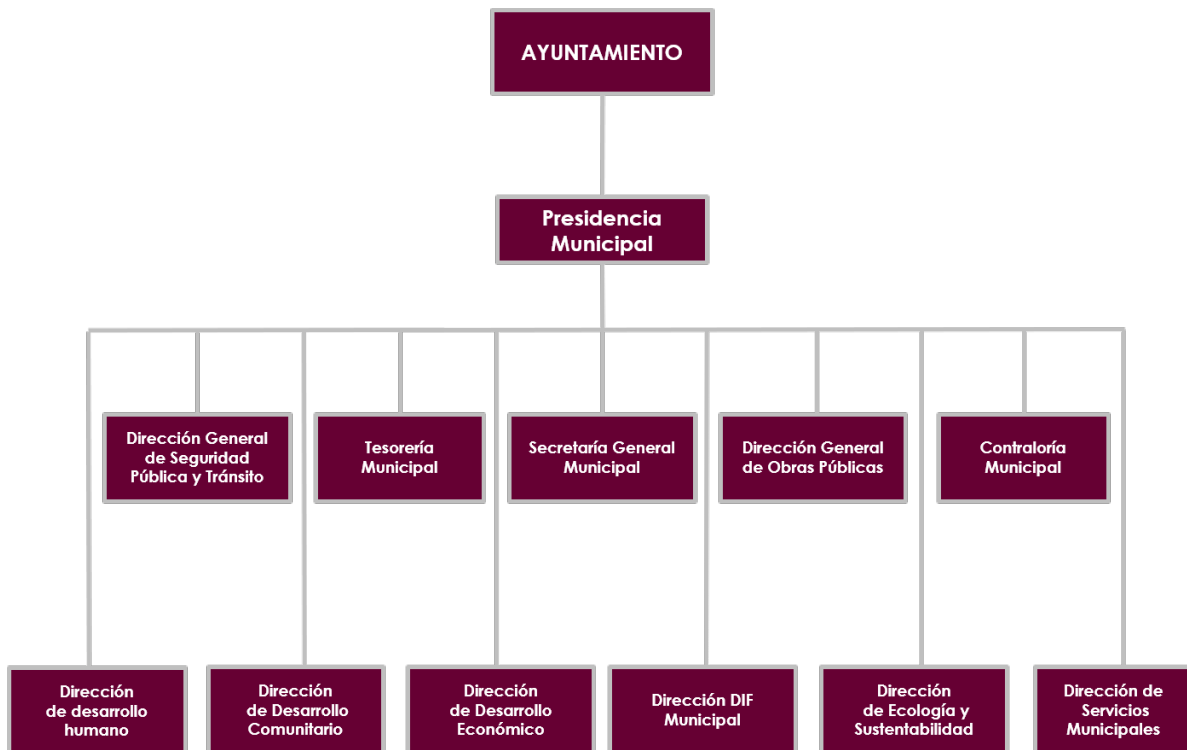 AYUNTAMIENTO
Presidencia
Municipal
Dirección General
de Seguridad
Pública y Tránsito
Tesorería
Municipal
Secretaría General
Municipal
Dirección General
de Obras Públicas
Contraloría
Municipal
Dirección
de desarrollo
humano
Dirección
de Desarrollo
Comunitario
Dirección
de Desarrollo
Económico
Dirección DIF
Municipal
Dirección
de Ecología y
Sustentabilidad
Dirección de
Servicios
Municipales